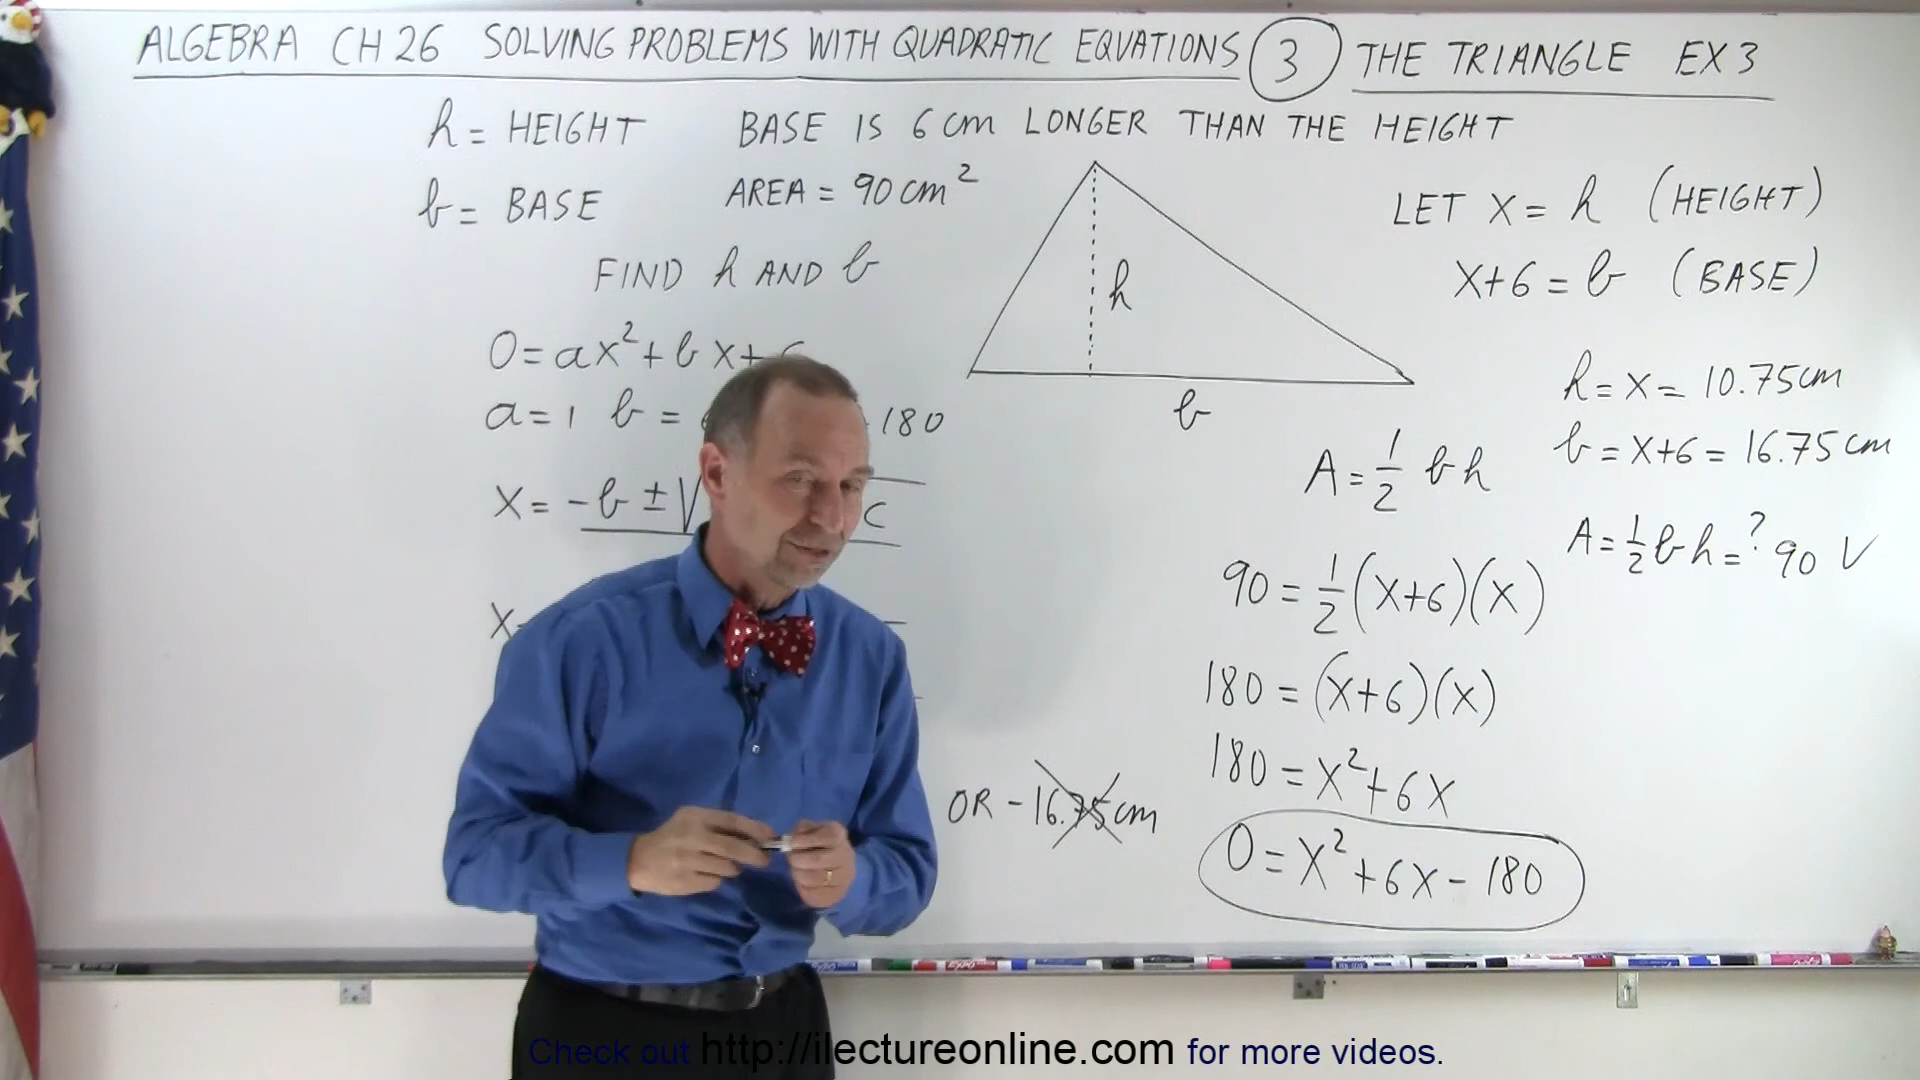 ALGEBRA CH 26 SOLVING PROBLEMS WITH QUADRATIC EQUATIONS 3 THE TRIANGLE EX 3
h = HEIGHT BASE IS 6 cm LONGER THAN THE HEIGHT
b = BASE AREA = 90 cm²
FIND h AND b
0 = ax² + bx +
a = 1 b = 180
X = -b ± √ C
X
OR -16.75 cm
h
b
A = 1/2 b h
90 = 1/2 (X+6)(X)
180 = (X+6)(X)
180 = X² + 6X
0 = X² + 6X - 180
LET X = h (HEIGHT)
X+6 = b (BASE)
h = X = 10.75 cm
b = X+6 = 16.75 cm
A = 1/2 b h =? 90 √
Check out http://ilectureonline.com for more videos.